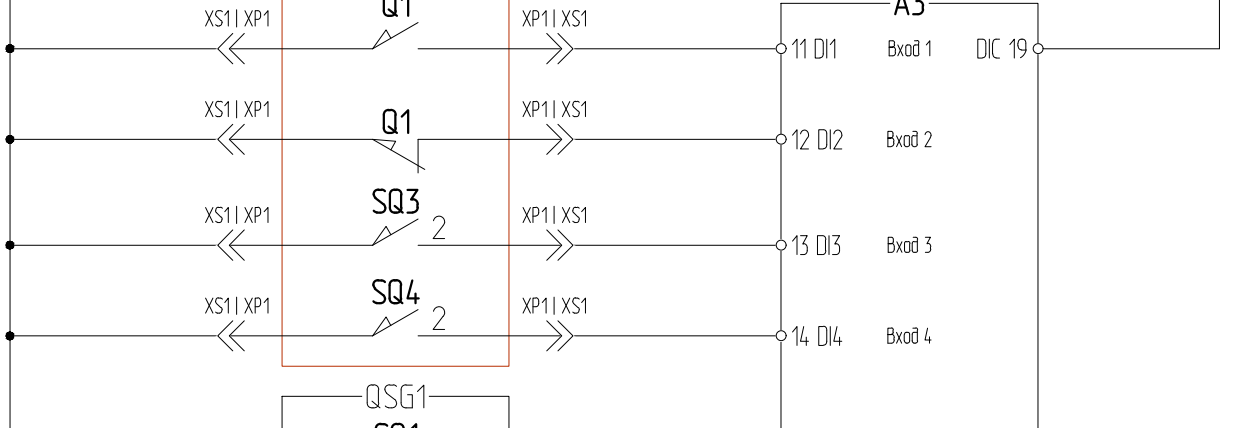 Q1
A3
XS1|XP1
XP1|XS1
11 DI1
Вход 1
DIC 19
XS1|XP1
Q1
XP1|XS1
12 DI2
Вход 2
XS1|XP1
SQ3
2
XP1|XS1
13 DI3
Вход 3
XS1|XP1
SQ4
2
XP1|XS1
14 DI4
Вход 4
QSG1